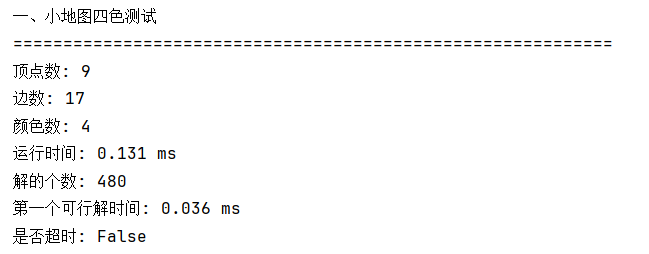 一、小地图四色测试
============================================================
顶点数: 9
边数: 17
颜色数: 4
运行时间: 0.131 ms
解的个数: 480
第一个可行解时间: 0.036 ms
是否超时: False